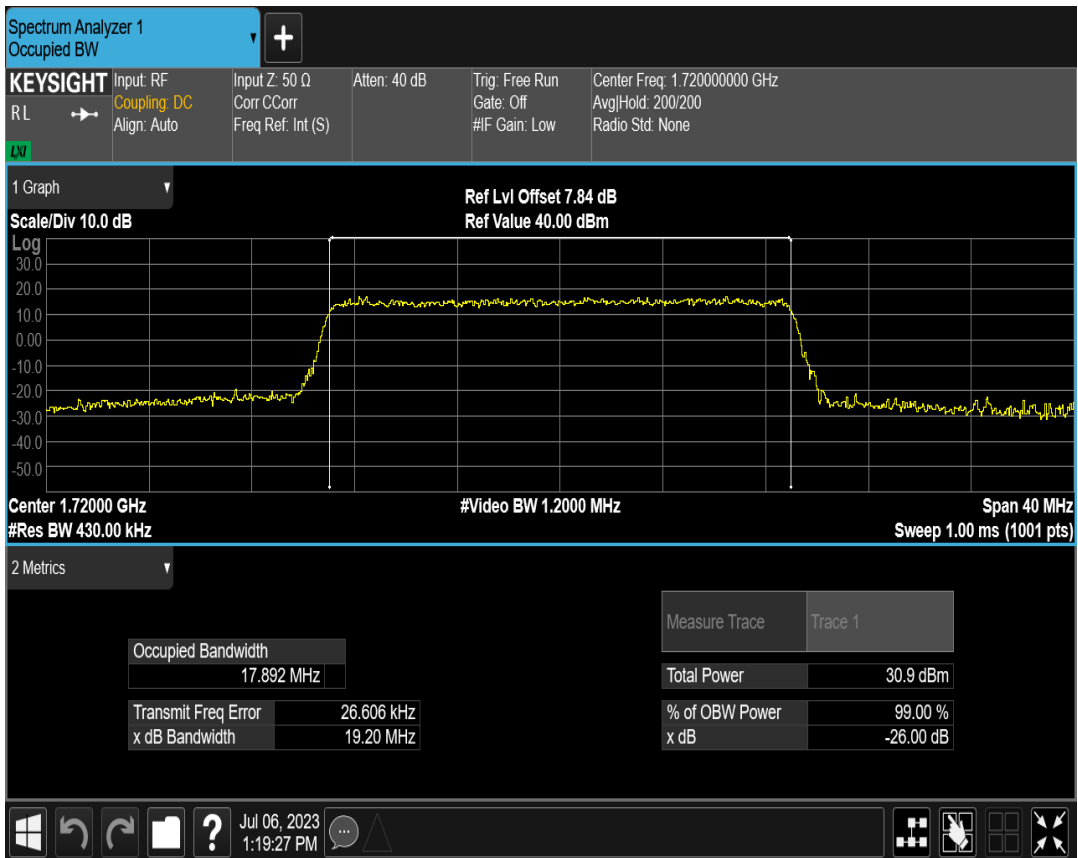 Spectrum Analyzer 1
Occupied BW
KEYSIGHT
R L
LXI
Input: RF
Coupling: DC
Align: Auto
Input Z: 50 Ω
Corr CCorr
Freq Ref: Int (S)
Atten: 40 dB
Trig: Free Run
Gate: Off
#IF Gain: Low
Center Freq: 1.720000000 GHz
Avg|Hold: 200/200
Radio Std: None
1 Graph
Scale/Div 10.0 dB
Ref Lvl Offset 7.84 dB
Ref Value 40.00 dBm
Log
30.0
20.0
10.0
0.00
-10.0
-20.0
-30.0
-40.0
-50.0
Center 1.72000 GHz
#Res BW 430.00 kHz
#Video BW 1.2000 MHz
Span 40 MHz
Sweep 1.00 ms (1001 pts)
2 Metrics
Occupied Bandwidth
17.892 MHz
Transmit Freq Error 26.606 kHz
x dB Bandwidth 19.20 MHz
Measure Trace Trace 1
Total Power 30.9 dBm
% of OBW Power 99.00 %
x dB -26.00 dB
?
Jul 06, 2023
1:19:27 PM